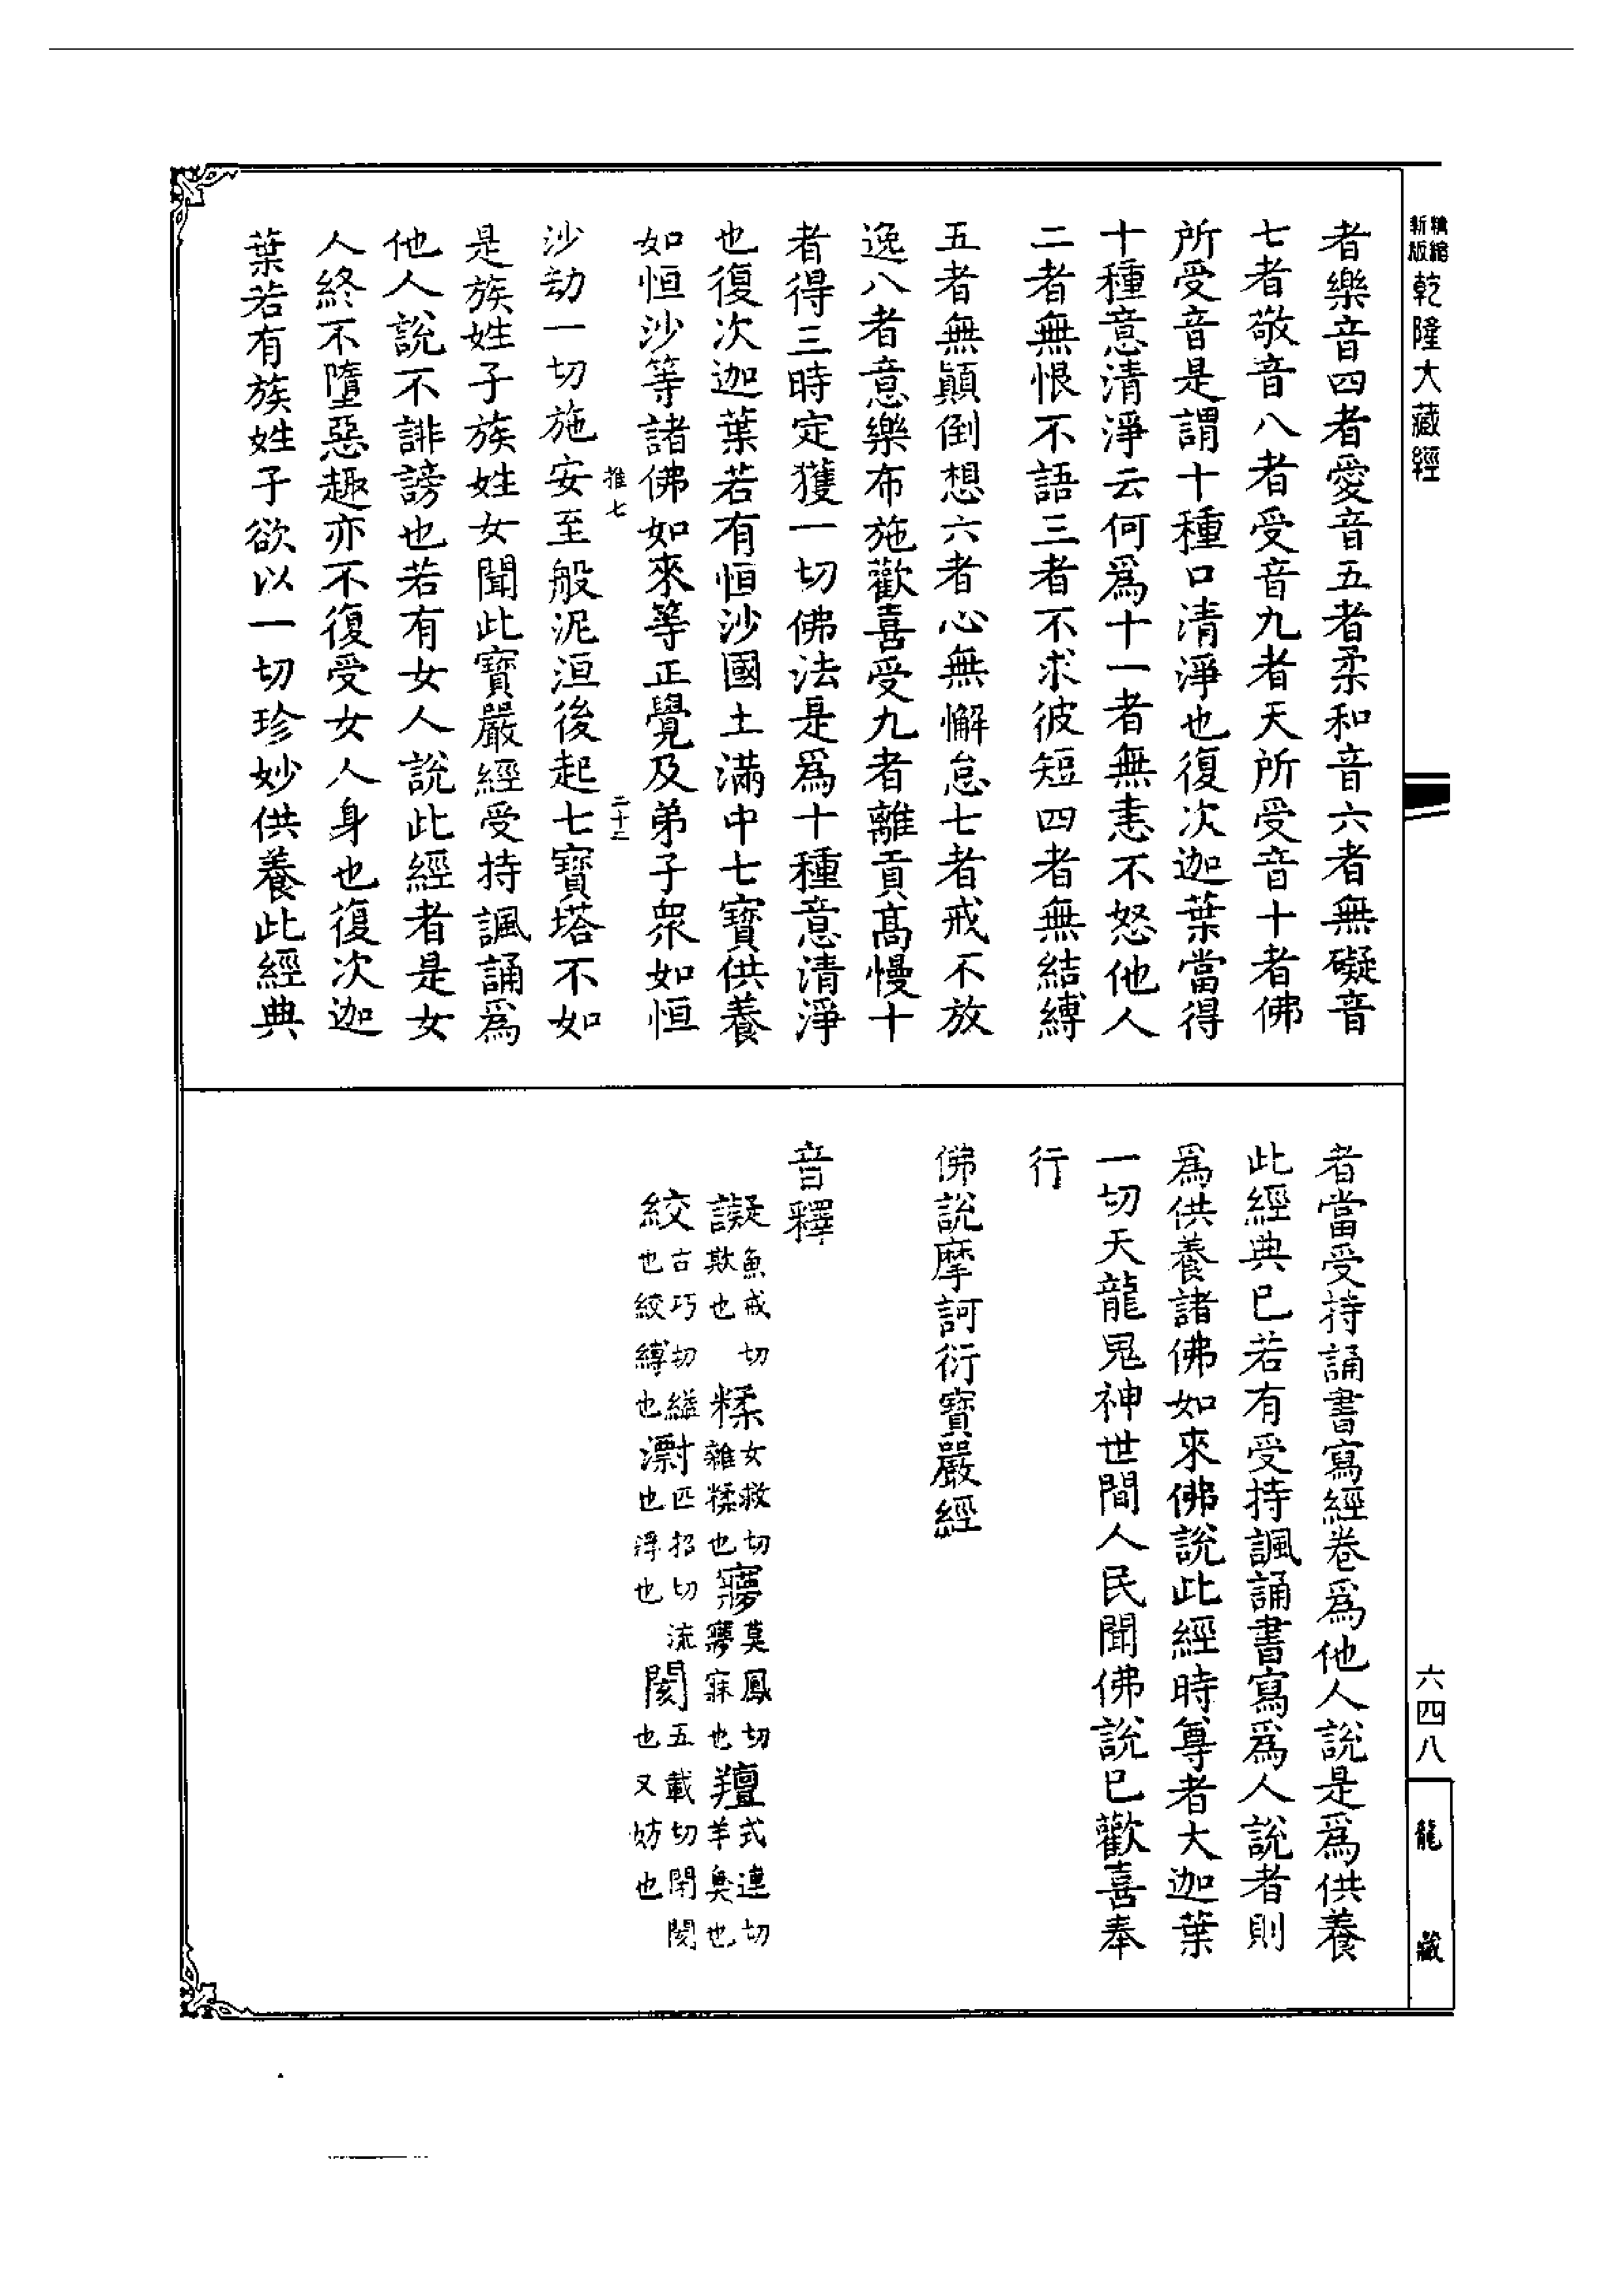 精縮新版乾隆大藏經
者樂音四者愛音五者柔和音六者無礙音
七者敬音八者受音九者天所受音十者佛
所受音是謂十種口清淨也復次迦葉當得
十種意清淨云何爲十一者無恚不怒他人
二者無恨不語三者不求彼短四者無結縛
五者無顚倒想六者心無懈怠七者戒不放
逸八者意樂布施歡喜受九者離貢高慢十
者得三時定獲一切佛法是爲十種意清淨
也復次迦葉若有恒沙國土滿中七寶供養
如恒沙等諸佛如來等正覺及弟子衆如恒
推七
二十二
沙劫一切施安至般泥洹後起七寶塔不如
是族姓子族姓女聞此寶嚴經受持諷誦爲
他人說不誹謗也若有女人說此經者是女
人終不墮惡趣亦不復受女人身也復次迦
葉若有族姓子欲以一切珍妙供養此經典
者當受持誦書寫經卷爲他人說是爲供養
此經典已若有受持諷誦書寫爲人說者則
爲供養諸佛如來佛說此經時尊者大迦葉
一切天龍鬼神世間人民聞佛說已歡喜奉
行
佛說摩訶衍寶嚴經
音釋
譺魚戒切欺也糅女救切雜糅也寱莫鳳切寱寐也羶式連切羊臭也
絞古巧切縊也絞縛也漂匹招切流也浮也閡五載切閉閡也又妨也
六四八
龍藏